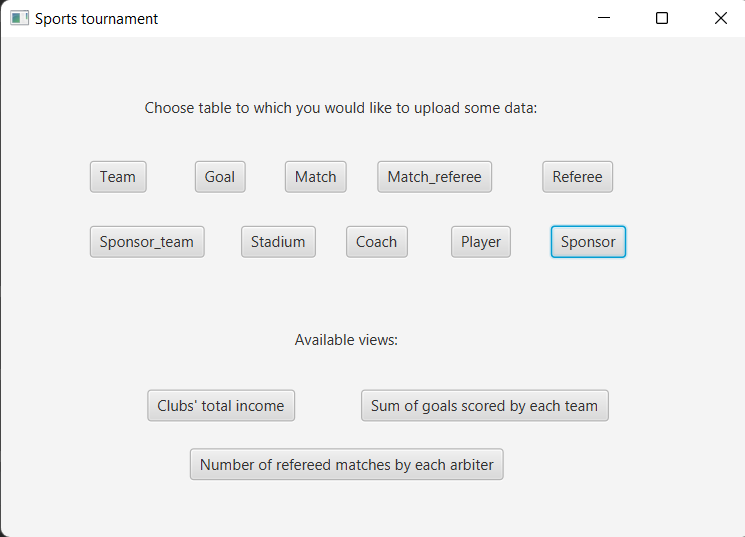 Sports tournament
Choose table to which you would like to upload some data:
Team Goal Match Match_referee Referee
Sponsor_team Stadium Coach Player Sponsor
Available views:
Clubs' total income Sum of goals scored by each team
Number of refereed matches by each arbiter